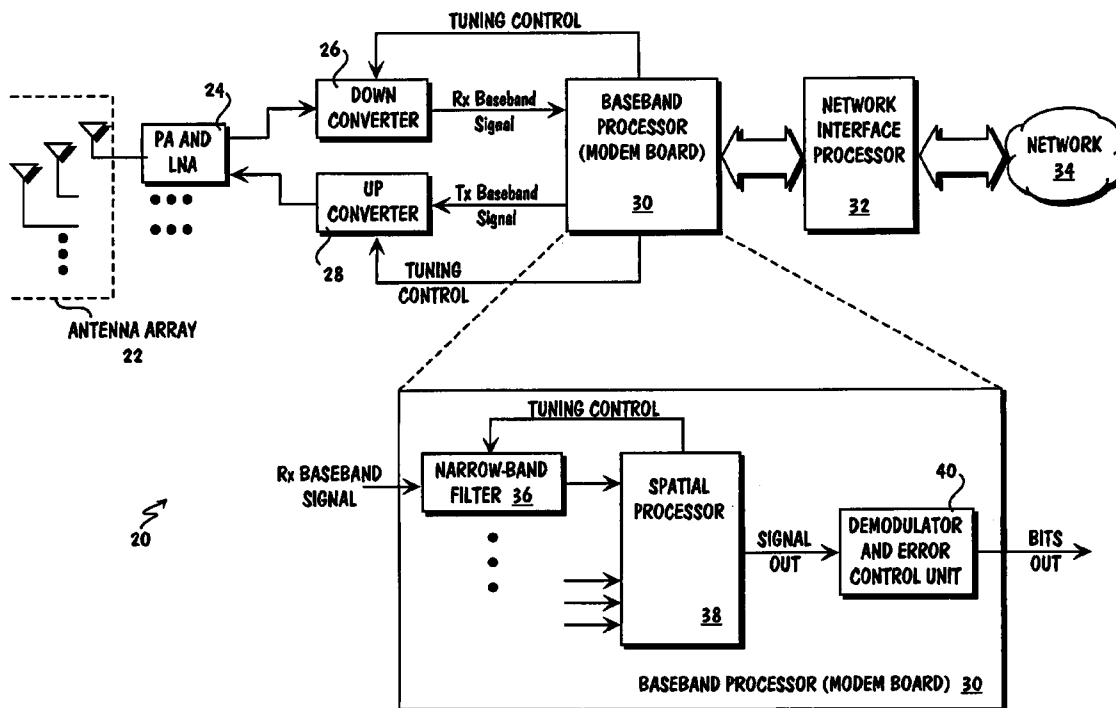 TUNING CONTROL
26
24
DOWN
CONVERTER
Rx Baseband
Signal
BASEBAND
PROCESSOR
(MODEM BOARD)
30
NETWORK
INTERFACE
PROCESSOR
32
NETWORK
34
PA AND
LNA
UP
CONVERTER
28
Tx Baseband
Signal
TUNING
CONTROL
ANTENNA ARRAY
22
TUNING CONTROL
Rx BASEBAND
SIGNAL
NARROW-BAND
FILTER 36
SPATIAL
PROCESSOR
38
SIGNAL
OUT
40
DEMODULATOR
AND ERROR
CONTROL UNIT
BITS
OUT
20
BASEBAND PROCESSOR (MODEM BOARD) 30